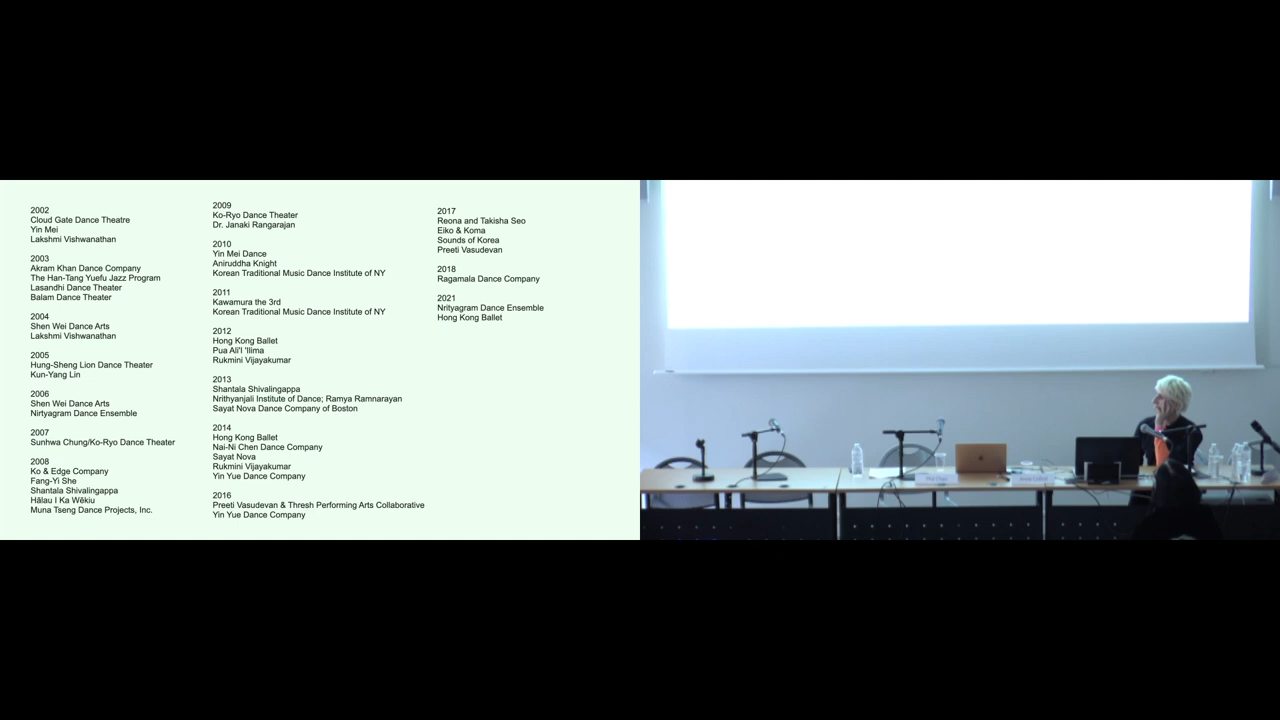 2002
Cloud Gate Dance Theatre
Yin Mei
Lakshmi Vishwanathan
2003
Akram Khan Dance Company
The Han-Tang Yuefu Jazz Program
Lasandhi Dance Theater
Balam Dance Theater
2004
Shen Wei Dance Arts
Lakshmi Vishwanathan
2005
Hung-Sheng Lion Dance Theater
Kun-Yang Lin
2006
Shen Wei Dance Arts
Nirtyagram Dance Ensemble
2007
Sunhwa Chung/Ko-Ryo Dance Theater
2008
Ko & Edge Company
Fang-Yi She
Shantala Shivalingappa
Hālau I Ka Wēkiu
Muna Tseng Dance Projects, Inc.
2009
Ko-Ryo Dance Theater
Dr. Janaki Rangarajan
2010
Yin Mei Dance
Aniruddha Knight
Korean Traditional Music Dance Institute of NY
2011
Kawamura the 3rd
Korean Traditional Music Dance Institute of NY
2012
Hong Kong Ballet
Pua Ali'I 'Ilima
Rukmini Vijayakumar
2013
Shantala Shivalingappa
Nrithyanjali Institute of Dance; Ramya Ramnarayan
Sayat Nova Dance Company of Boston
2014
Hong Kong Ballet
Nai-Ni Chen Dance Company
Sayat Nova
Rukmini Vijayakumar
Yin Yue Dance Company
2016
Preeti Vasudevan & Thresh Performing Arts Collaborative
Yin Yue Dance Company
2017
Reona and Takisha Seo
Eiko & Koma
Sounds of Korea
Preeti Vasudevan
2018
Ragamala Dance Company
2021
Nrityagram Dance Ensemble
Hong Kong Ballet